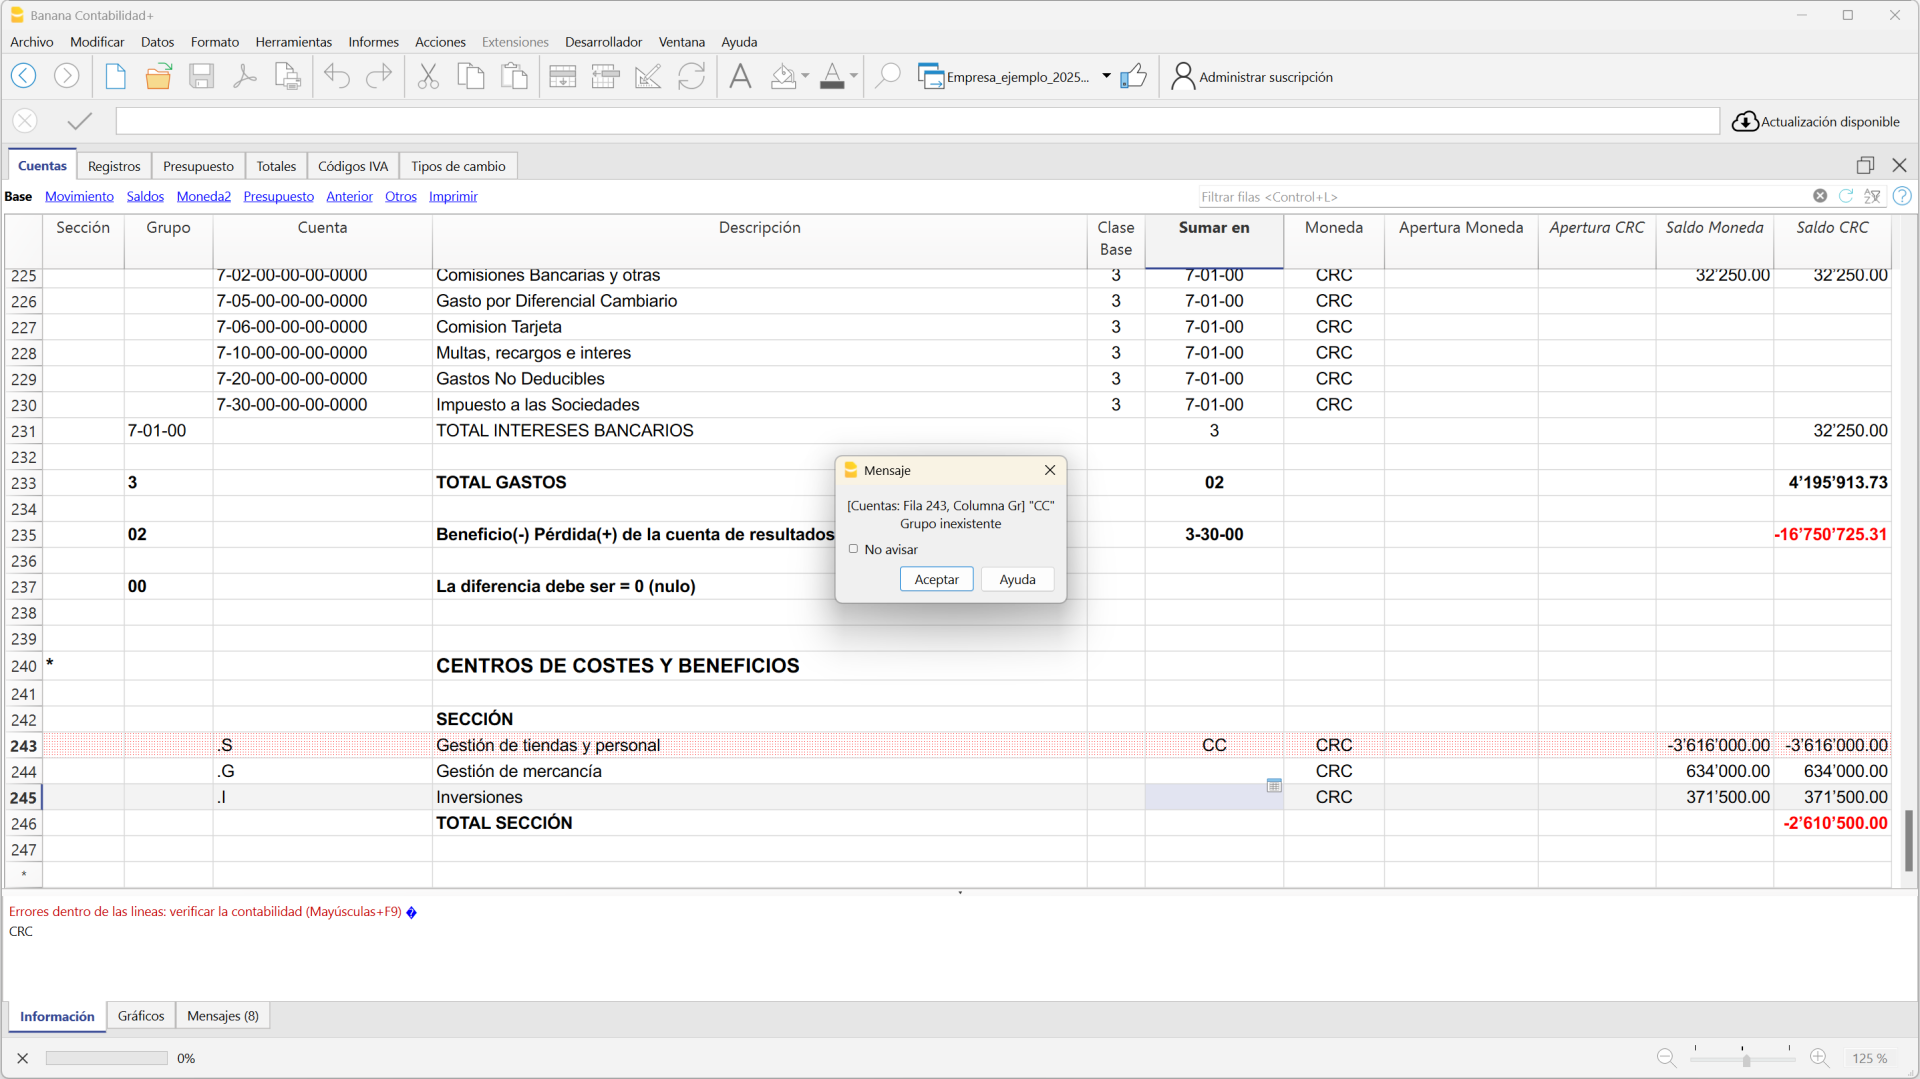 Banana Contabilidad+
Archivo Modificar Datos Formato Herramientas Informes Acciones Extensiones Desarrollador Ventana Ayuda
Empresa_ejemplo_2025... Administrar suscripción
Actualización disponible
Cuentas Registros Presupuesto Totales Códigos IVA Tipos de cambio
Base Movimiento Saldos Moneda2 Presupuesto Anterior Otros Imprimir Filtrar filas <Control+L>
Sección Grupo Cuenta Descripción Clase Base Sumar en Moneda Apertura Moneda Apertura CRC Saldo Moneda Saldo CRC
225 7-02-00-00-00-0000 Comisiones Bancarias y otras 3 7-01-00 CRC 32'250.00 32'250.00
226 7-05-00-00-00-0000 Gasto por Diferencial Cambiario 3 7-01-00 CRC
227 7-06-00-00-00-0000 Comision Tarjeta 3 7-01-00 CRC
228 7-10-00-00-00-0000 Multas, recargos e interes 3 7-01-00 CRC
229 7-20-00-00-00-0000 Gastos No Deducibles 3 7-01-00 CRC
230 7-30-00-00-00-0000 Impuesto a las Sociedades 3 7-01-00 CRC
231 7-01-00 TOTAL INTERESES BANCARIOS 3 32'250.00
232
233 3 TOTAL GASTOS 02 4'195'913.73
234
235 02 Beneficio(-) Pérdida(+) de la cuenta de resultados 3-30-00 -16'750'725.31
236
237 00 La diferencia debe ser = 0 (nulo)
238
239
240 * CENTROS DE COSTES Y BENEFICIOS
241
242 SECCIÓN
243 .S Gestión de tiendas y personal CC CRC -3'616'000.00 -3'616'000.00
244 .G Gestión de mercancía CRC 634'000.00 634'000.00
245 .I Inversiones CRC 371'500.00 371'500.00
246 TOTAL SECCIÓN -2'610'500.00
247
*
Mensaje
[Cuentas: Fila 243, Columna Gr] "CC"
Grupo inexistente
No avisar
Aceptar Ayuda
Errores dentro de las lineas: verificar la contabilidad (Mayúsculas+F9)
CRC
Información Gráficos Mensajes (8)
0% 125 %